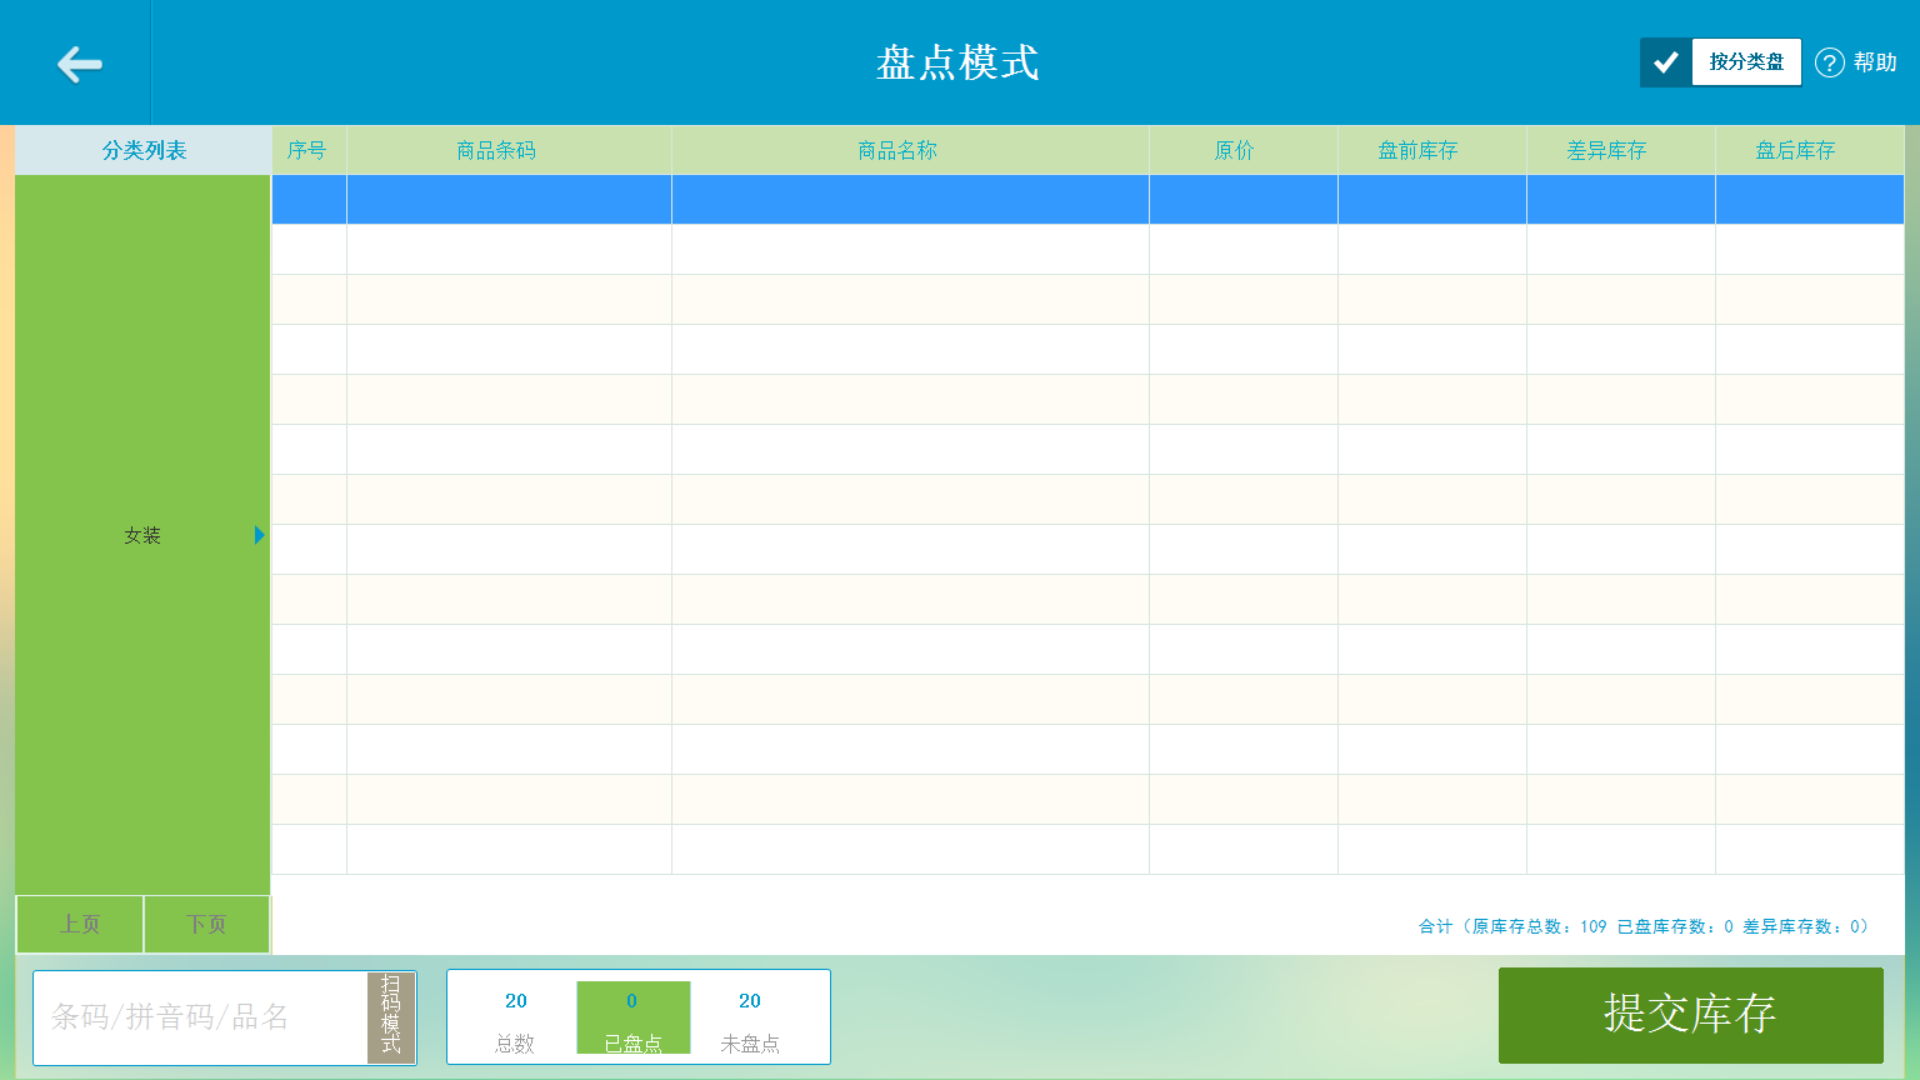 盘点模式
按分类盘
? 帮助
分类列表 序号 商品条码 商品名称 原价 盘前库存 差异库存 盘后库存
女装
上页 下页
合计（原库存总数：109 已盘库存数：0 差异库存数：0）
条码/拼音码/品名
扫码模式
20 0 20
总数 已盘点 未盘点
提交库存